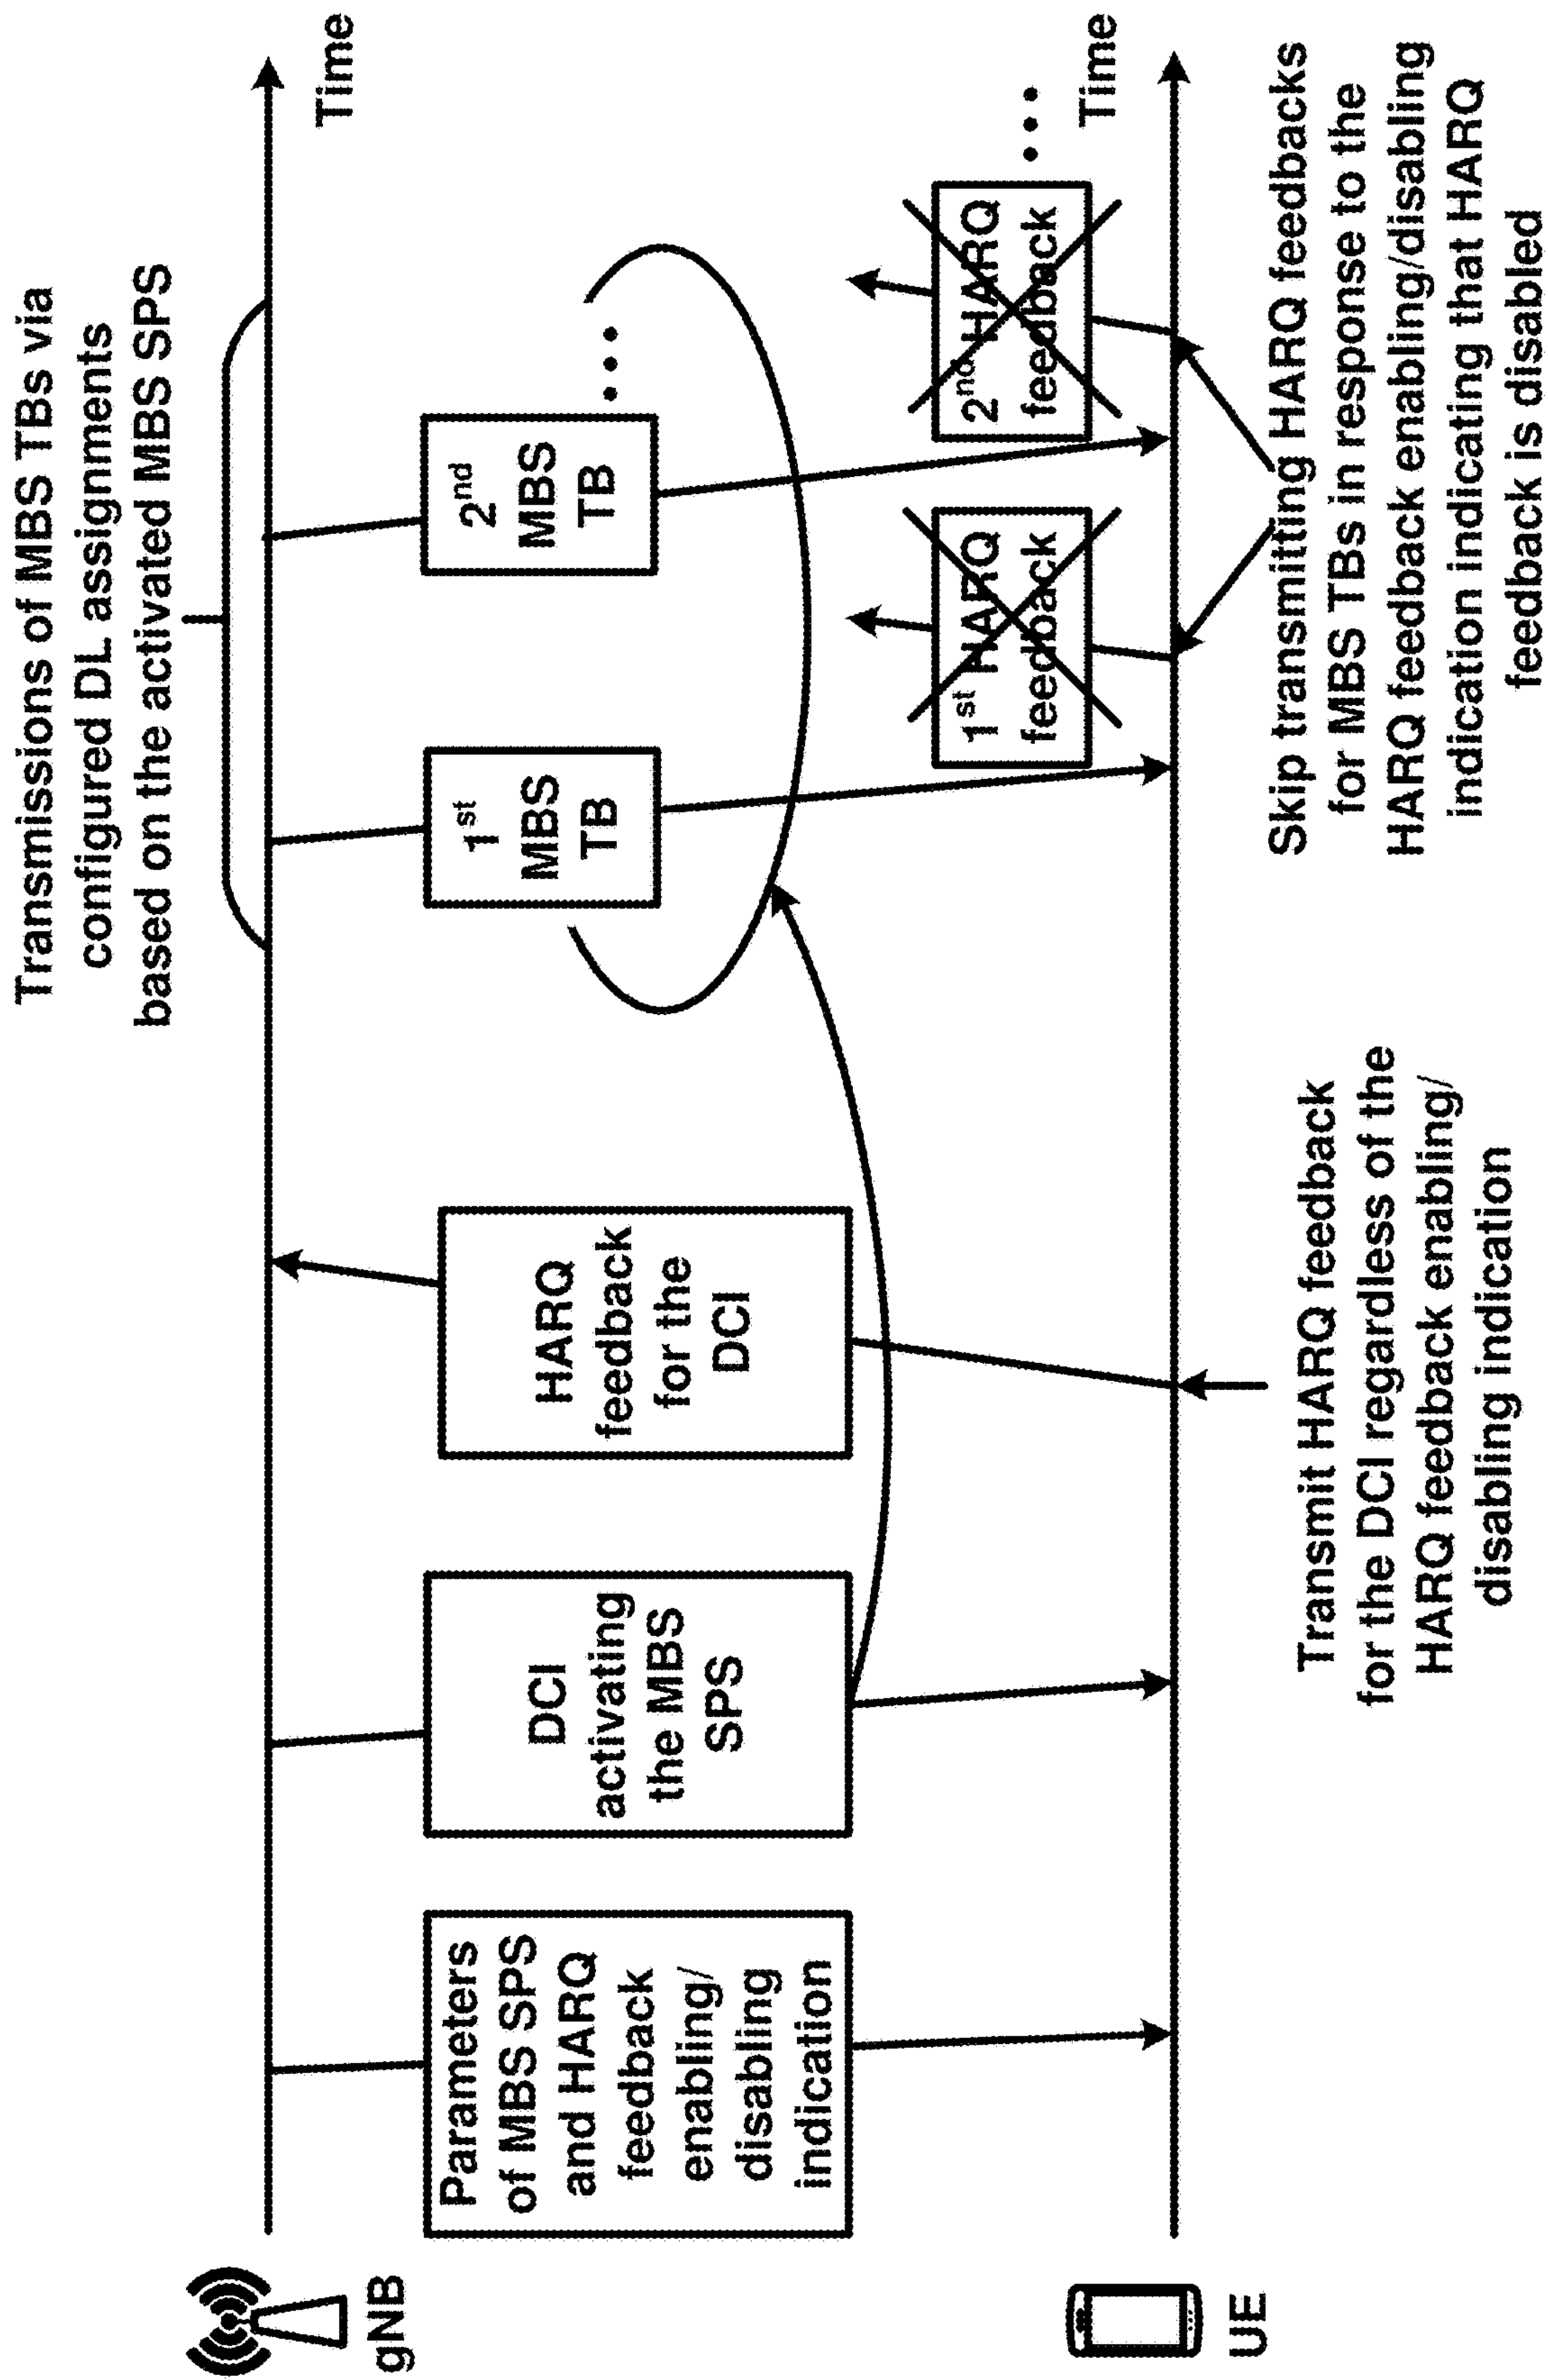 Transmissions of MBS TBs via
configured DL assignments
based on the activated MBS SPS
gNB
Time
Parameters
of MBS SPS
and HARQ
feedback
enabling/
disabling
indication
DCI
activating
the MBS
SPS
HARQ
feedback
for the
DCI
1st
MBS
TB
2nd
MBS
TB
1st HARQ
feedback
2nd HARQ
feedback
UE
Time
Transmit HARQ feedback
for the DCI regardless of the
HARQ feedback enabling/
disabling indication
Skip transmitting HARQ feedbacks
for MBS TBs in response to the
HARQ feedback enabling/disabling
indication indicating that HARQ
feedback is disabled